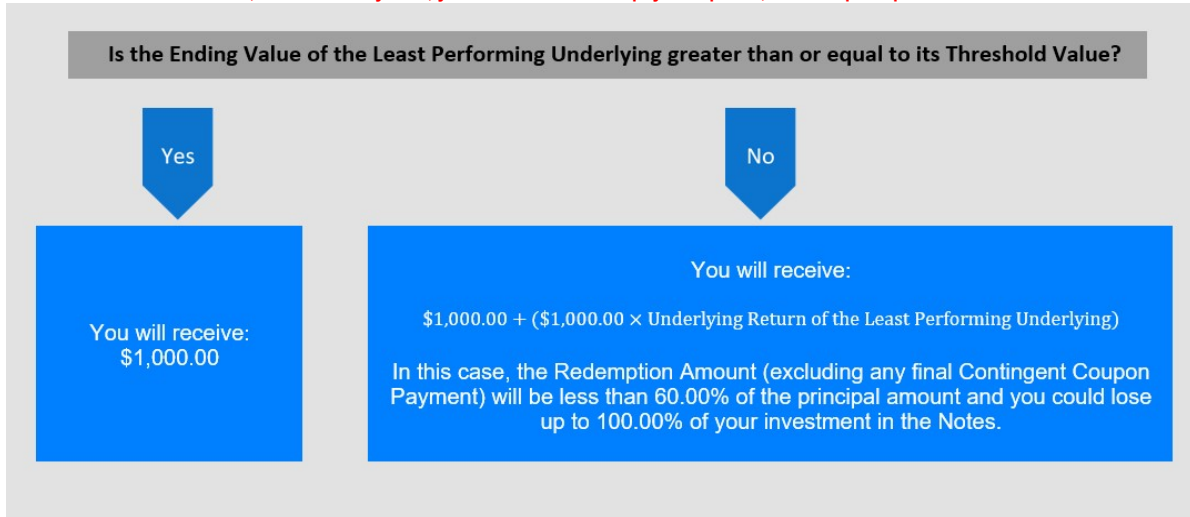 Is the Ending Value of the Least Performing Underlying greater than or equal to its Threshold Value?
Yes
No
You will receive:
$1,000.00
You will receive:
$1,000.00 + ($1,000.00 × Underlying Return of the Least Performing Underlying)
In this case, the Redemption Amount (excluding any final Contingent Coupon
Payment) will be less than 60.00% of the principal amount and you could lose
up to 100.00% of your investment in the Notes.